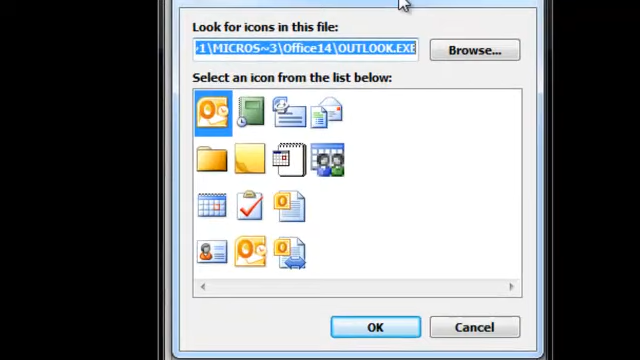 Look for icons in this file:
~1\MICROS~3\Office14\OUTLOOK.EXE
Browse...
Select an icon from the list below:
OK
Cancel